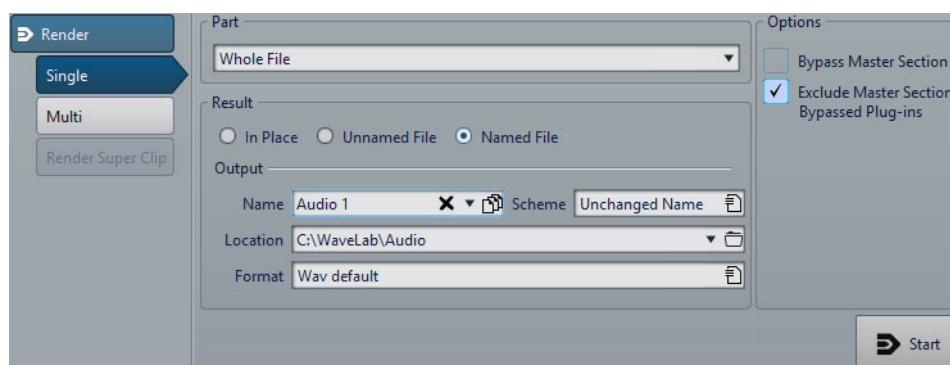 Render
Single
Multi
Render Super Clip
Part
Whole File
Result
In Place Unnamed File Named File
Output
Name Audio 1 Scheme Unchanged Name
Location C:\WaveLab\Audio
Format Wav default
Options
Bypass Master Section
Exclude Master Section
Bypassed Plug-ins
Start